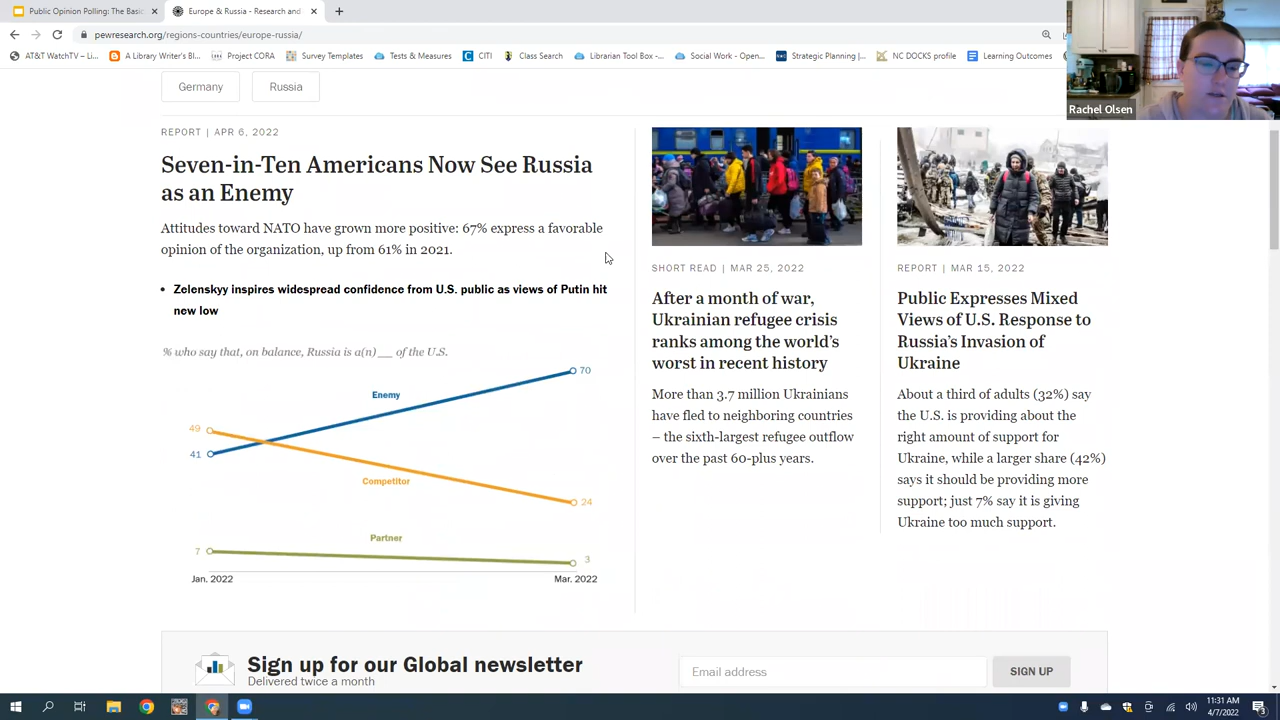 Public Opinion Polling: The Basic
Europe & Russia - Research and
pewresearch.org/regions-countries/europe-russia/
AT&T WatchTV – Li...
A Library Writer's Bl...
Project COBA
Survey Templates
Tests & Measures
CITI
Class Search
Librarian Tool Box -...
Social Work - Open...
Strategic Planning |...
NC DOCKS profile
Learning Outcomes
Rachel Olsen
Germany
Russia
REPORT | APR 6, 2022
Seven-in-Ten Americans Now See Russia
as an Enemy
Attitudes toward NATO have grown more positive: 67% express a favorable
opinion of the organization, up from 61% in 2021.
Zelenskyy inspires widespread confidence from U.S. public as views of Putin hit
new low
% who say that, on balance, Russia is a(n) __ of the U.S.
70
Enemy
49
41
Competitor
24
Partner
7
3
Jan. 2022
Mar. 2022
SHORT READ | MAR 25, 2022
After a month of war,
Ukrainian refugee crisis
ranks among the world's
worst in recent history
More than 3.7 million Ukrainians
have fled to neighboring countries
– the sixth-largest refugee outflow
over the past 60-plus years.
REPORT | MAR 15, 2022
Public Expresses Mixed
Views of U.S. Response to
Russia's Invasion of
Ukraine
About a third of adults (32%) say
the U.S. is providing about the
right amount of support for
Ukraine, while a larger share (42%)
says it should be providing more
support; just 7% say it is giving
Ukraine too much support.
Sign up for our Global newsletter
Delivered twice a month
Email address
SIGN UP
11:31 AM
4/7/2022